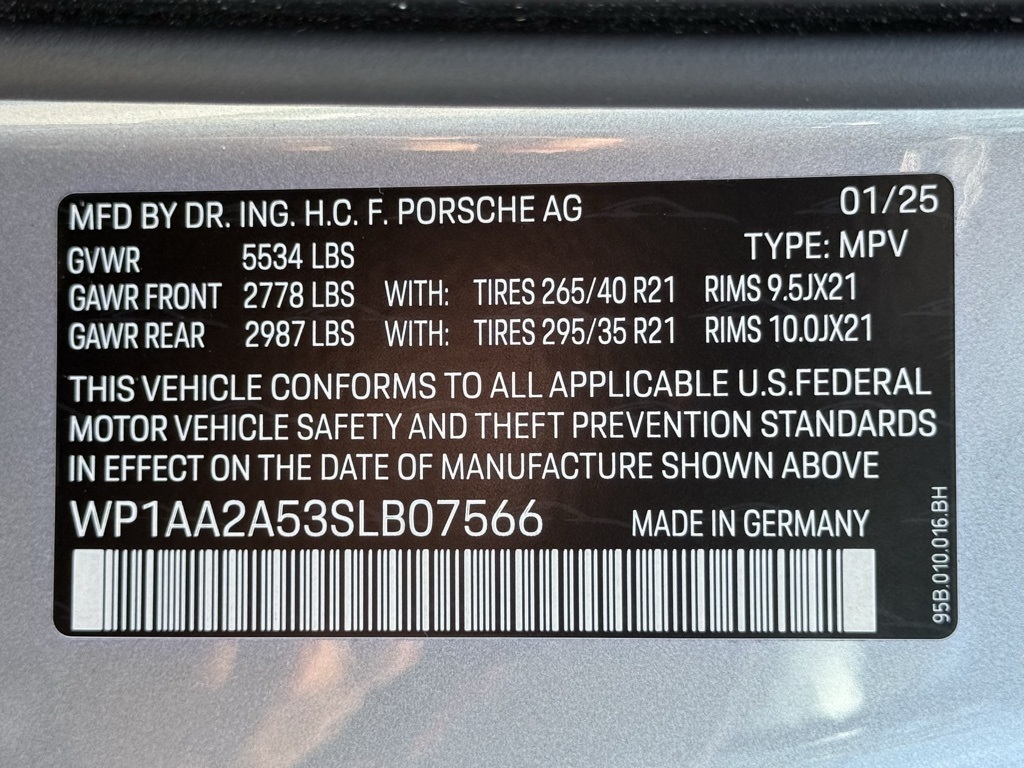 MFD BY DR. ING. H.C. F. PORSCHE AG 01/25
GVWR 5534 LBS TYPE: MPV
GAWR FRONT 2778 LBS WITH: TIRES 265/40 R21 RIMS 9.5JX21
GAWR REAR 2987 LBS WITH: TIRES 295/35 R21 RIMS 10.0JX21
THIS VEHICLE CONFORMS TO ALL APPLICABLE U.S.FEDERAL
MOTOR VEHICLE SAFETY AND THEFT PREVENTION STANDARDS
IN EFFECT ON THE DATE OF MANUFACTURE SHOWN ABOVE
WP1AA2A53SLB07566 MADE IN GERMANY
95B.010.016.BH